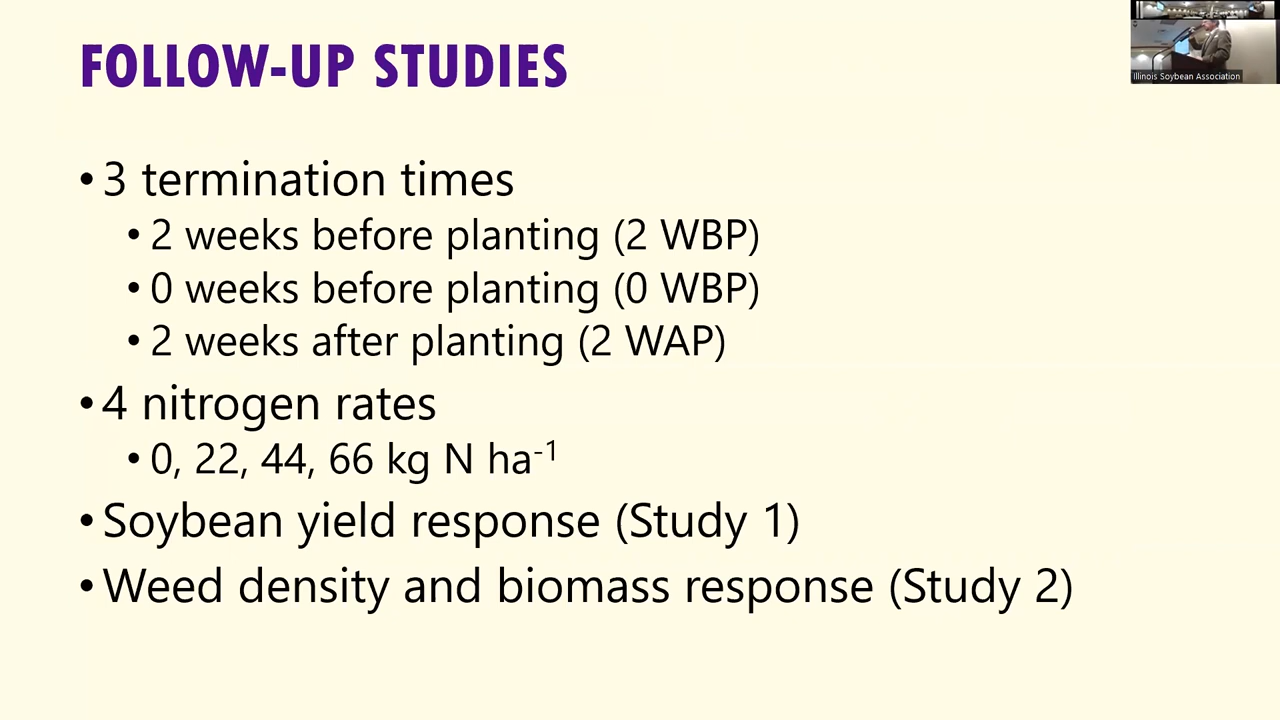 FOLLOW-UP STUDIES
Illinois Soybean Association
• 3 termination times
• 2 weeks before planting (2 WBP)
• 0 weeks before planting (0 WBP)
• 2 weeks after planting (2 WAP)
• 4 nitrogen rates
• 0, 22, 44, 66 kg N ha⁻¹
• Soybean yield response (Study 1)
• Weed density and biomass response (Study 2)